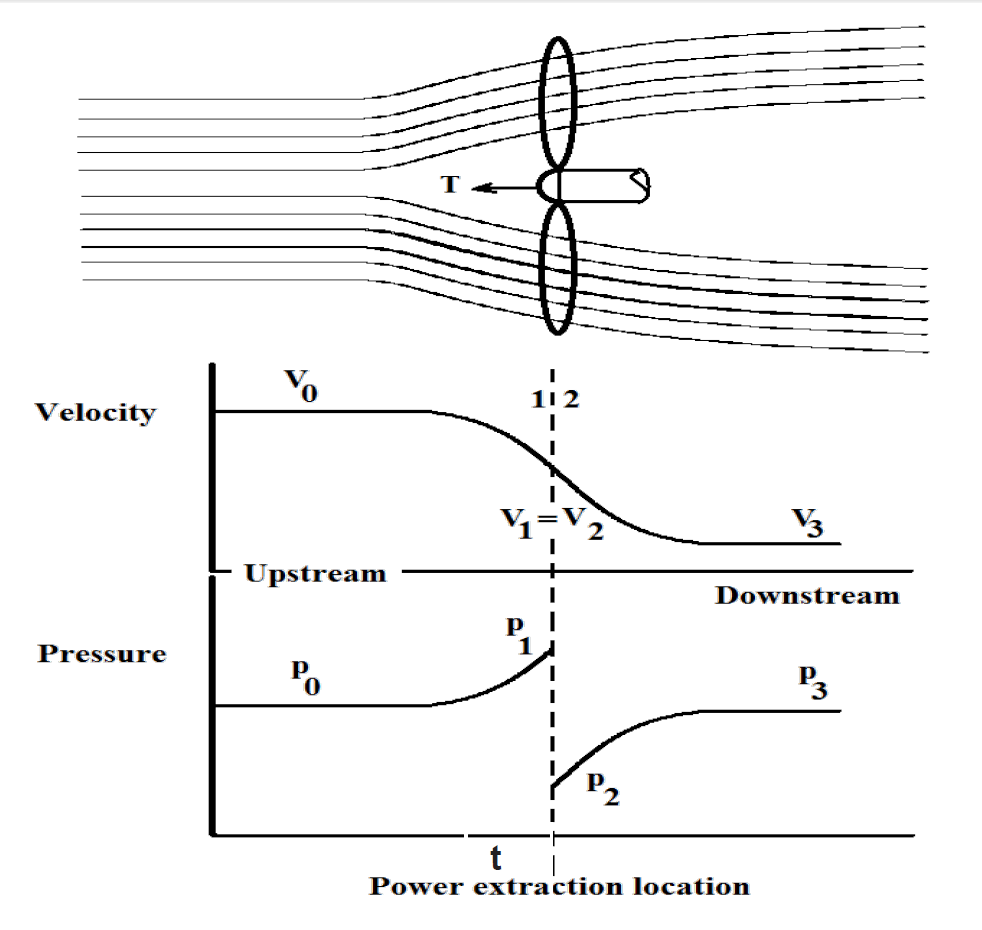 T
V0
1 2
Velocity
V1 = V2
V3
Upstream
Downstream
P1
Pressure
P0
P3
P2
t
Power extraction location